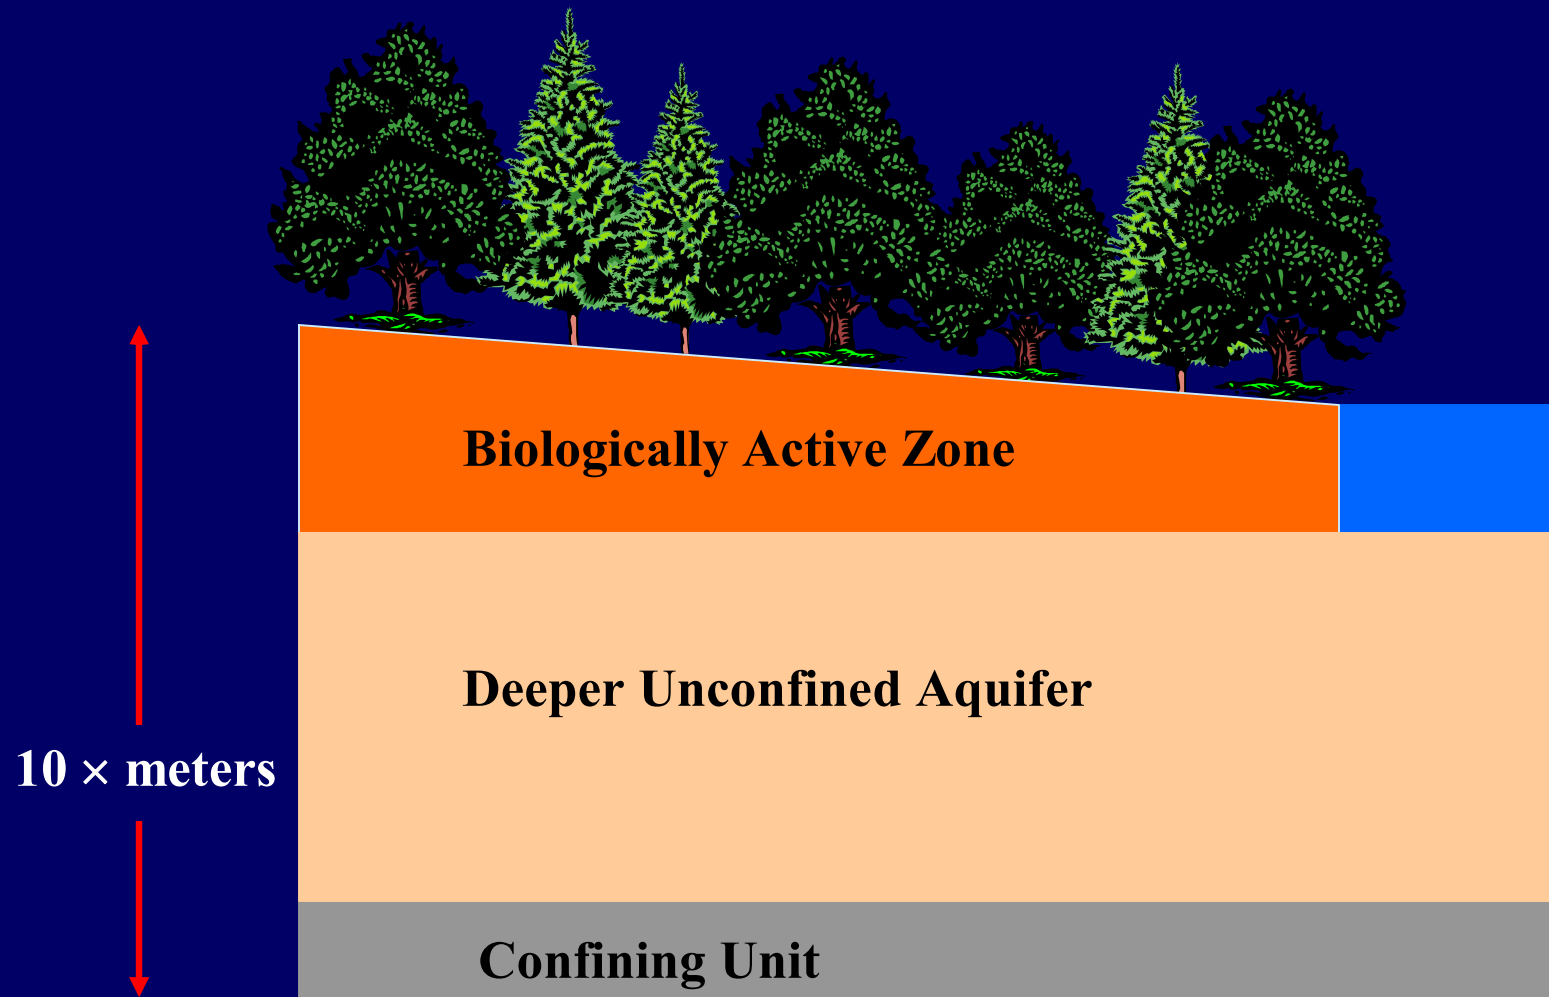 Biologically Active Zone
Deeper Unconfined Aquifer
10 × meters
Confining Unit